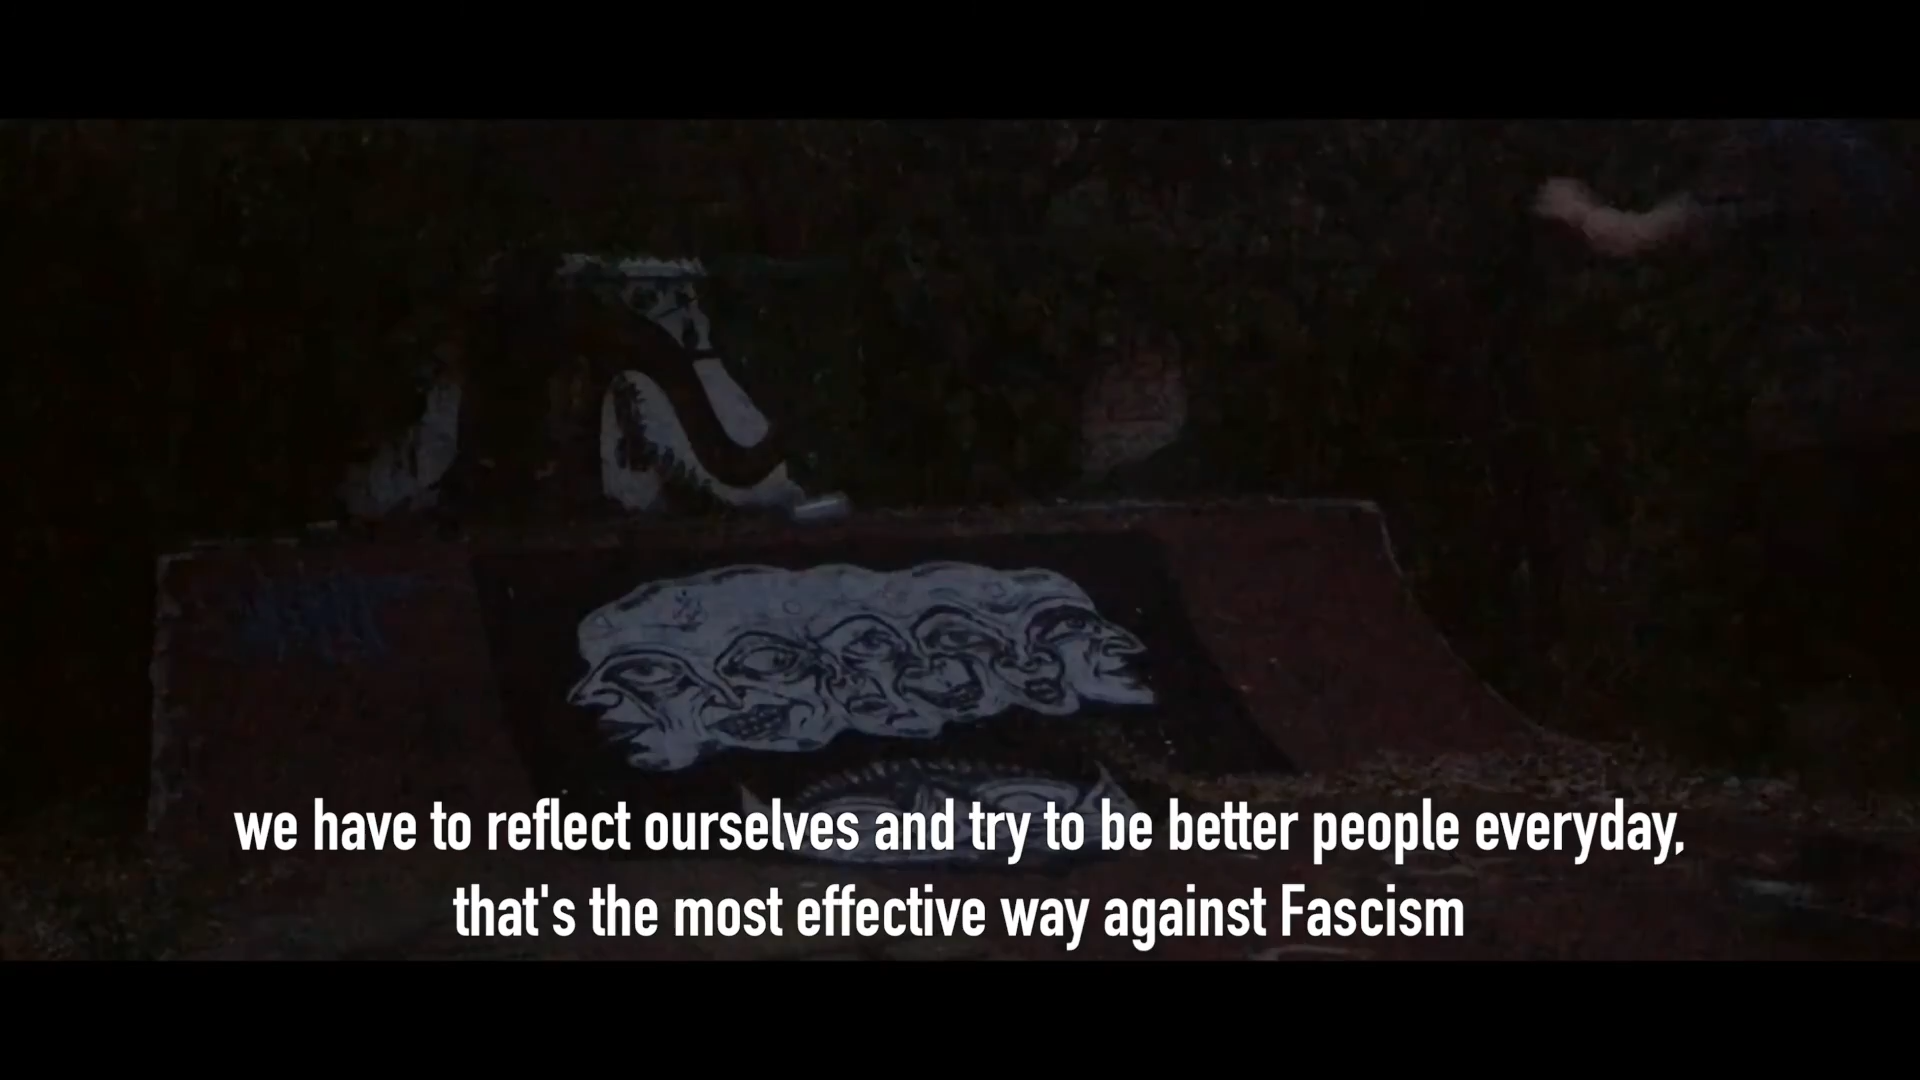 we have to reflect ourselves and try to be better people everyday,
that's the most effective way against Fascism